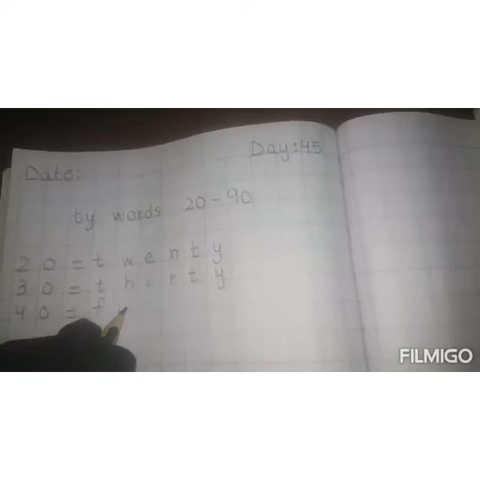 Day:45
Date:
by words 20-90
20 = twenty
30 = thirty
40 = f
FILMIGO